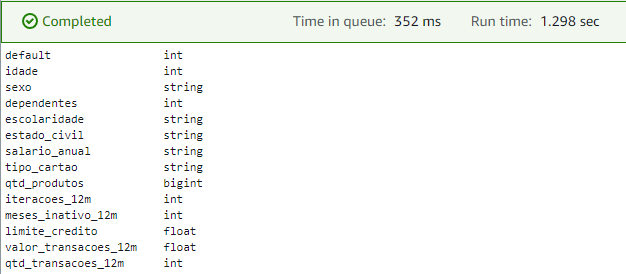 Completed Time in queue: 352 ms Run time: 1.298 sec
default int
idade int
sexo string
dependentes int
escolaridade string
estado_civil string
salario_anual string
tipo_cartao string
qtd_produtos bigint
iteracoes_12m int
meses_inativo_12m int
limite_credito float
valor_transacoes_12m float
qtd_transacoes_12m int